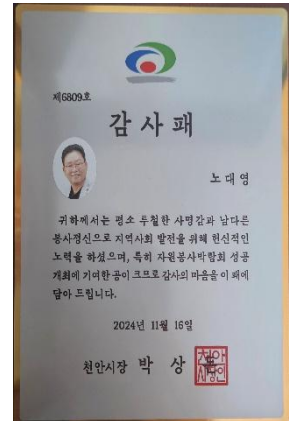 제6809호
감사패
노대영
귀하께서는 평소 투철한 사명감과 남다른
봉사정신으로 지역사회 발전을 위해 헌신적인
노력을 하셨으며, 특히 자원봉사박람회 성공
개최에 기여한 공이 크므로 감사의 마음을 이 패에
담아 드립니다.
2024년 11월 16일
천안시장 박 상